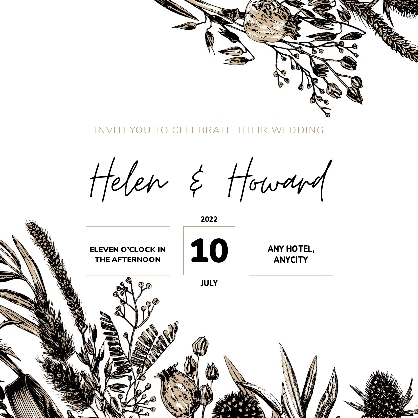 INVITE YOU TO CELEBRATE THEIR WEDDING
Helen & Howard
2022
ELEVEN O'CLOCK IN
THE AFTERNOON
10
ANY HOTEL,
ANYCITY
JULY